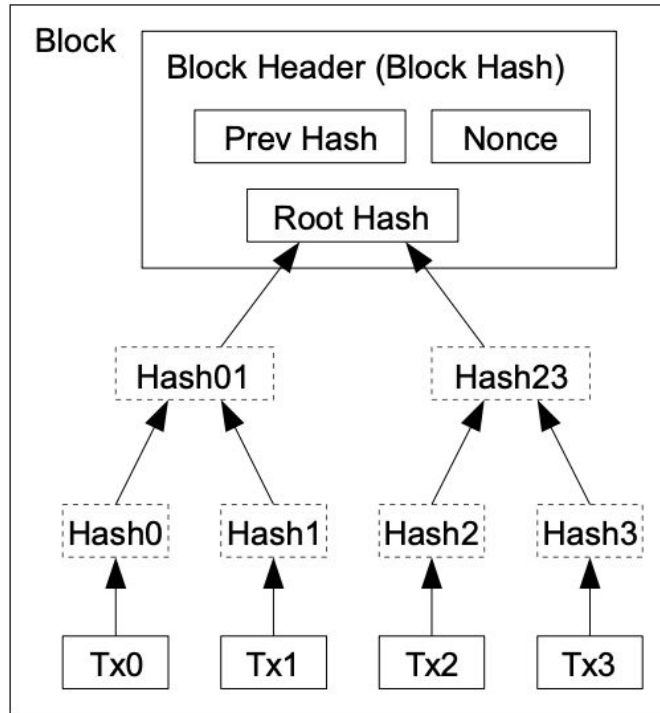 Block
Block Header (Block Hash)
Prev Hash
Nonce
Root Hash
Hash01
Hash23
Hash0
Hash1
Hash2
Hash3
Tx0
Tx1
Tx2
Tx3